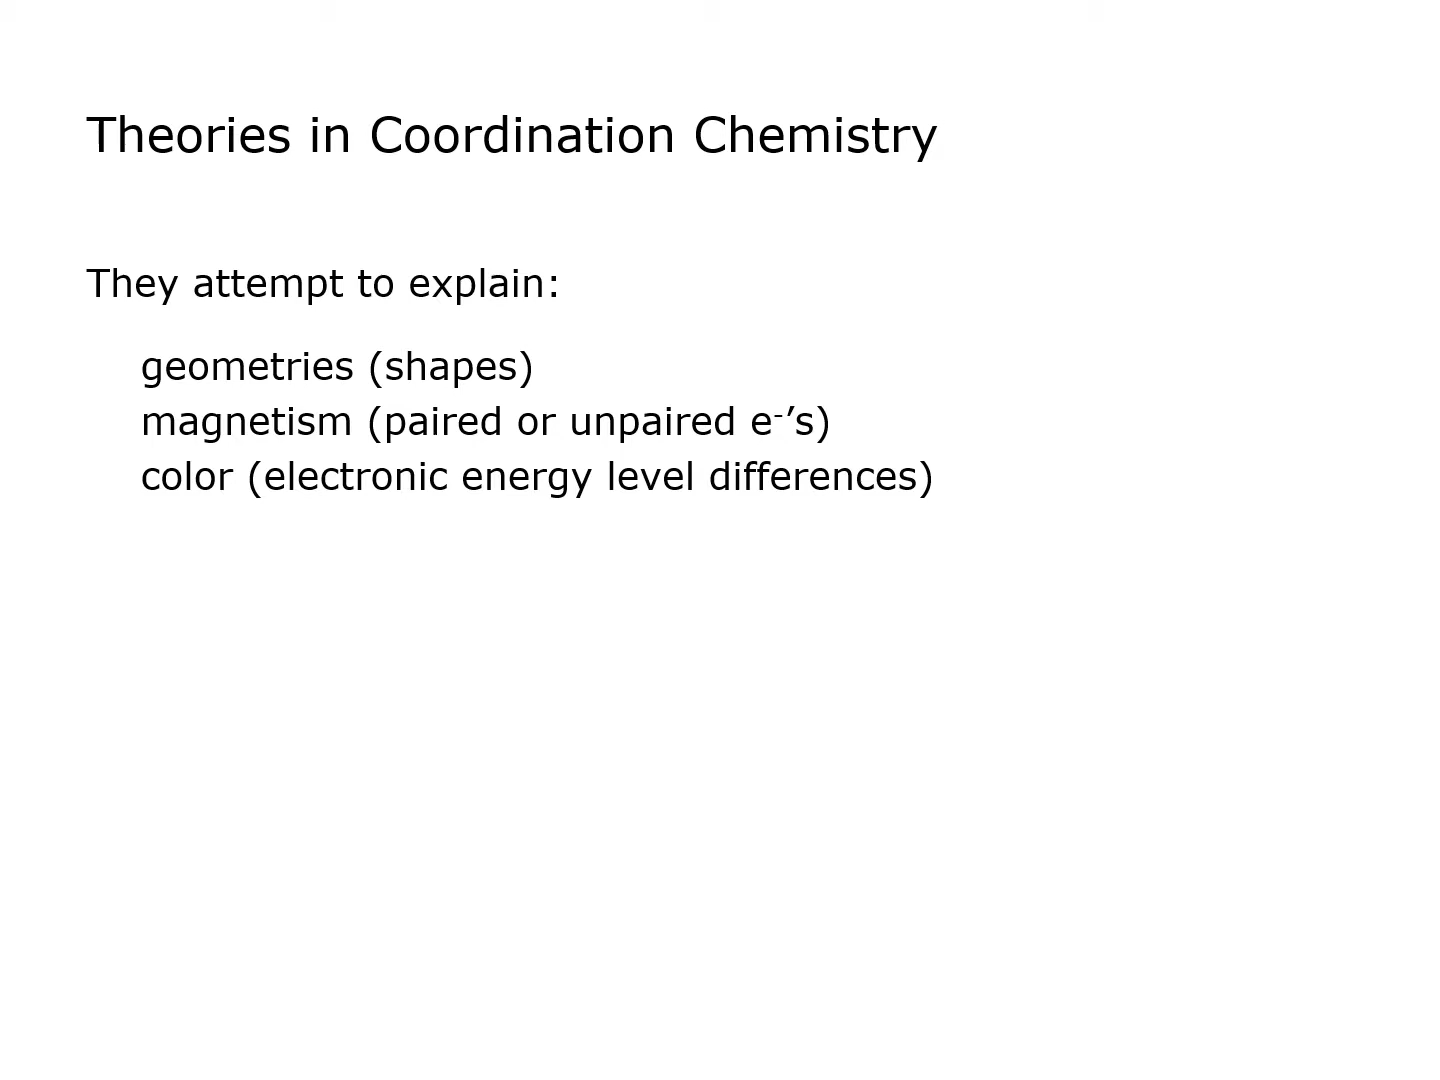 Theories in Coordination Chemistry
They attempt to explain:
geometries (shapes)
magnetism (paired or unpaired e⁻’s)
color (electronic energy level differences)